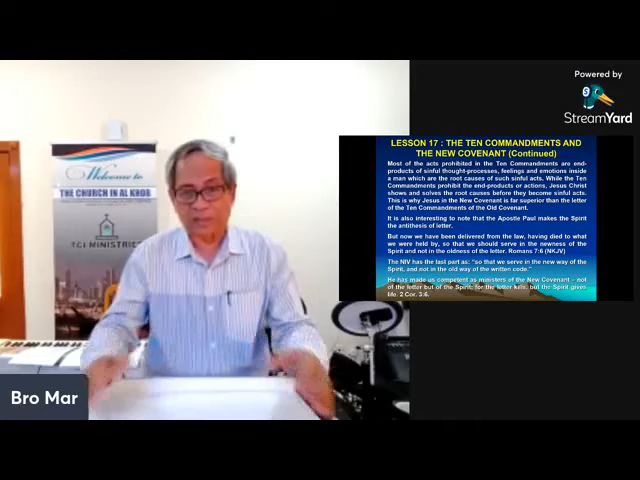 Powered by
StreamYard
Welcome to
THE CHURCH IN AL KHOR
TCI MINISTRIES
Bro Mar
LESSON 17 : THE TEN COMMANDMENTS AND
THE NEW COVENANT (Continued)
Most of the acts prohibited in the Ten Commandments are end-
products of sinful thought-processes, feelings and emotions inside
a man which are the root causes of such sinful acts. While the Ten
Commandments prohibit the end-products or actions, Jesus Christ
shows and solves the root causes before they become sinful acts.
This is why Jesus in the New Covenant is far superior than the letter
of the Ten Commandments of the Old Covenant.
It is also interesting to note that the Apostle Paul makes the Spirit
the antithesis of letter.
But now we have been delivered from the law, having died to what
we were held by, so that we should serve in the newness of the
Spirit and not in the oldness of the letter. Romans 7:6 (NKJV)
The NIV has the last part as: “so that we serve in the new way of the
Spirit, and not in the old way of the written code.”
He has made us competent as ministers of the New Covenant – not
of the letter but of the Spirit; for the letter kills, but the Spirit gives
life. 2 Cor. 3:6.